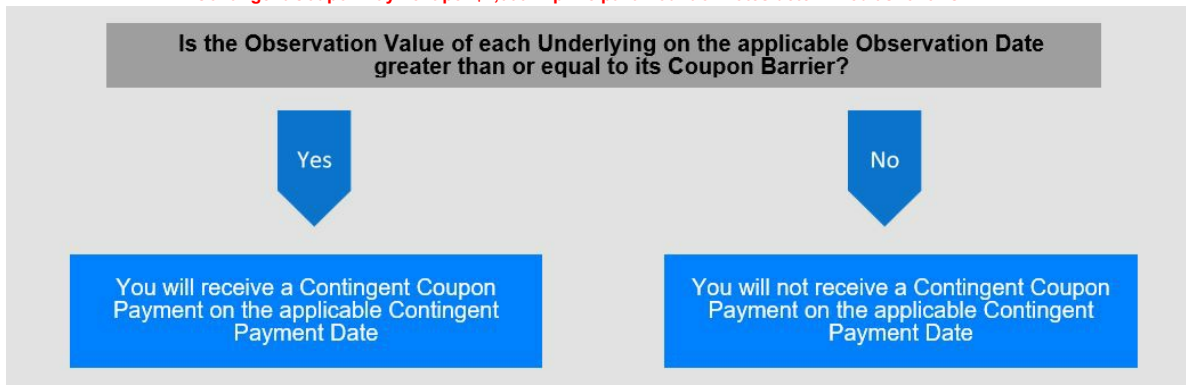 Is the Observation Value of each Underlying on the applicable Observation Date
greater than or equal to its Coupon Barrier?
Yes
No
You will receive a Contingent Coupon
Payment on the applicable Contingent
Payment Date
You will not receive a Contingent Coupon
Payment on the applicable Contingent
Payment Date